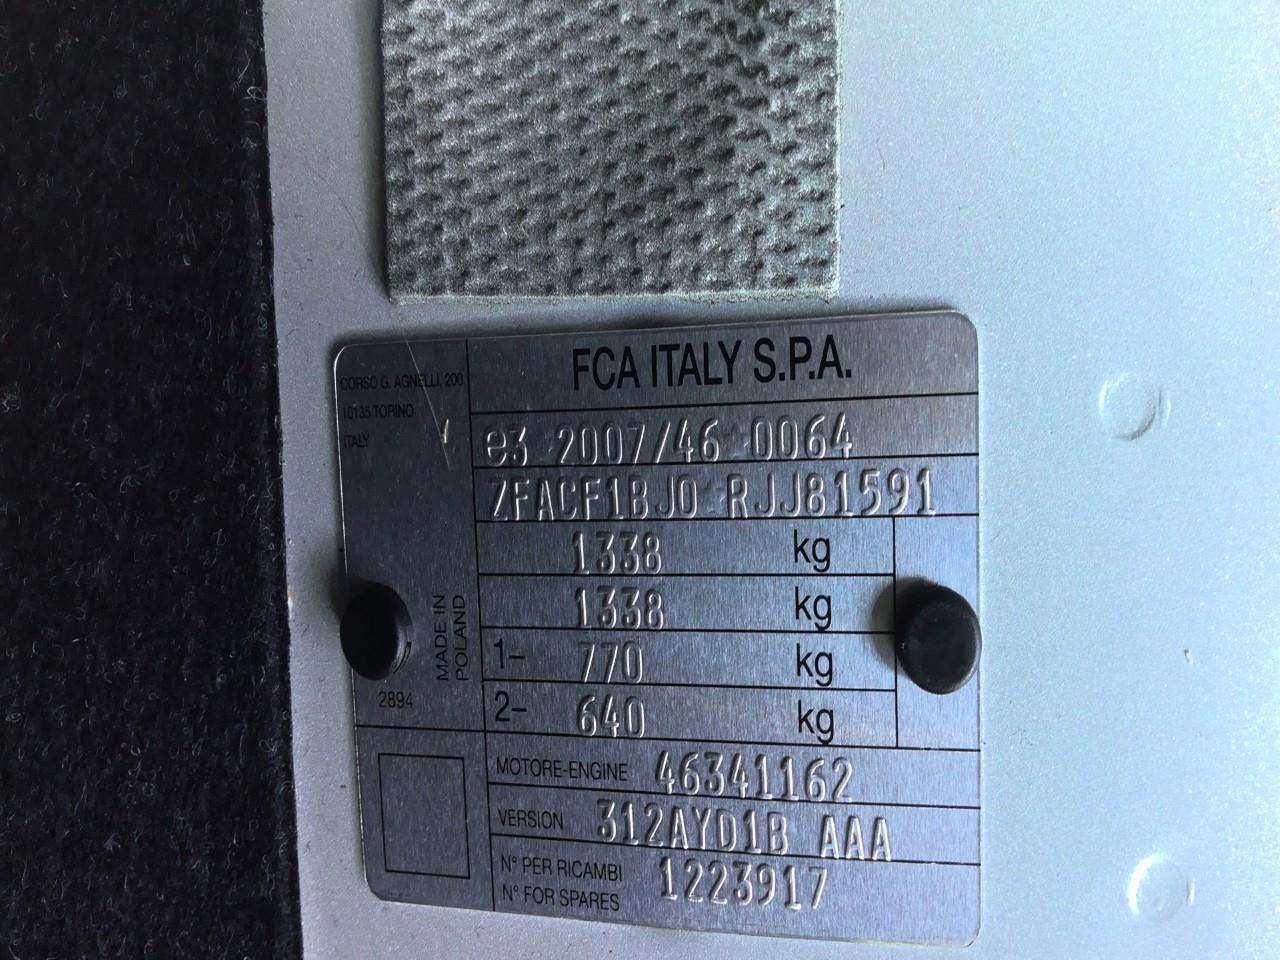 FCA ITALY S.P.A.
CORSO G. AGNELLI, 200
10135 TORINO
ITALY
e3 2007/46 0064
ZFACF1BJ0 RJJ81591
1338 kg
1338 kg
1- 770 kg
2- 640 kg
MADE IN
POLAND
2894
MOTORE-ENGINE 46341162
VERSION 312AYD1B AAA
N° PER RICAMBI
N° FOR SPARES
1223917